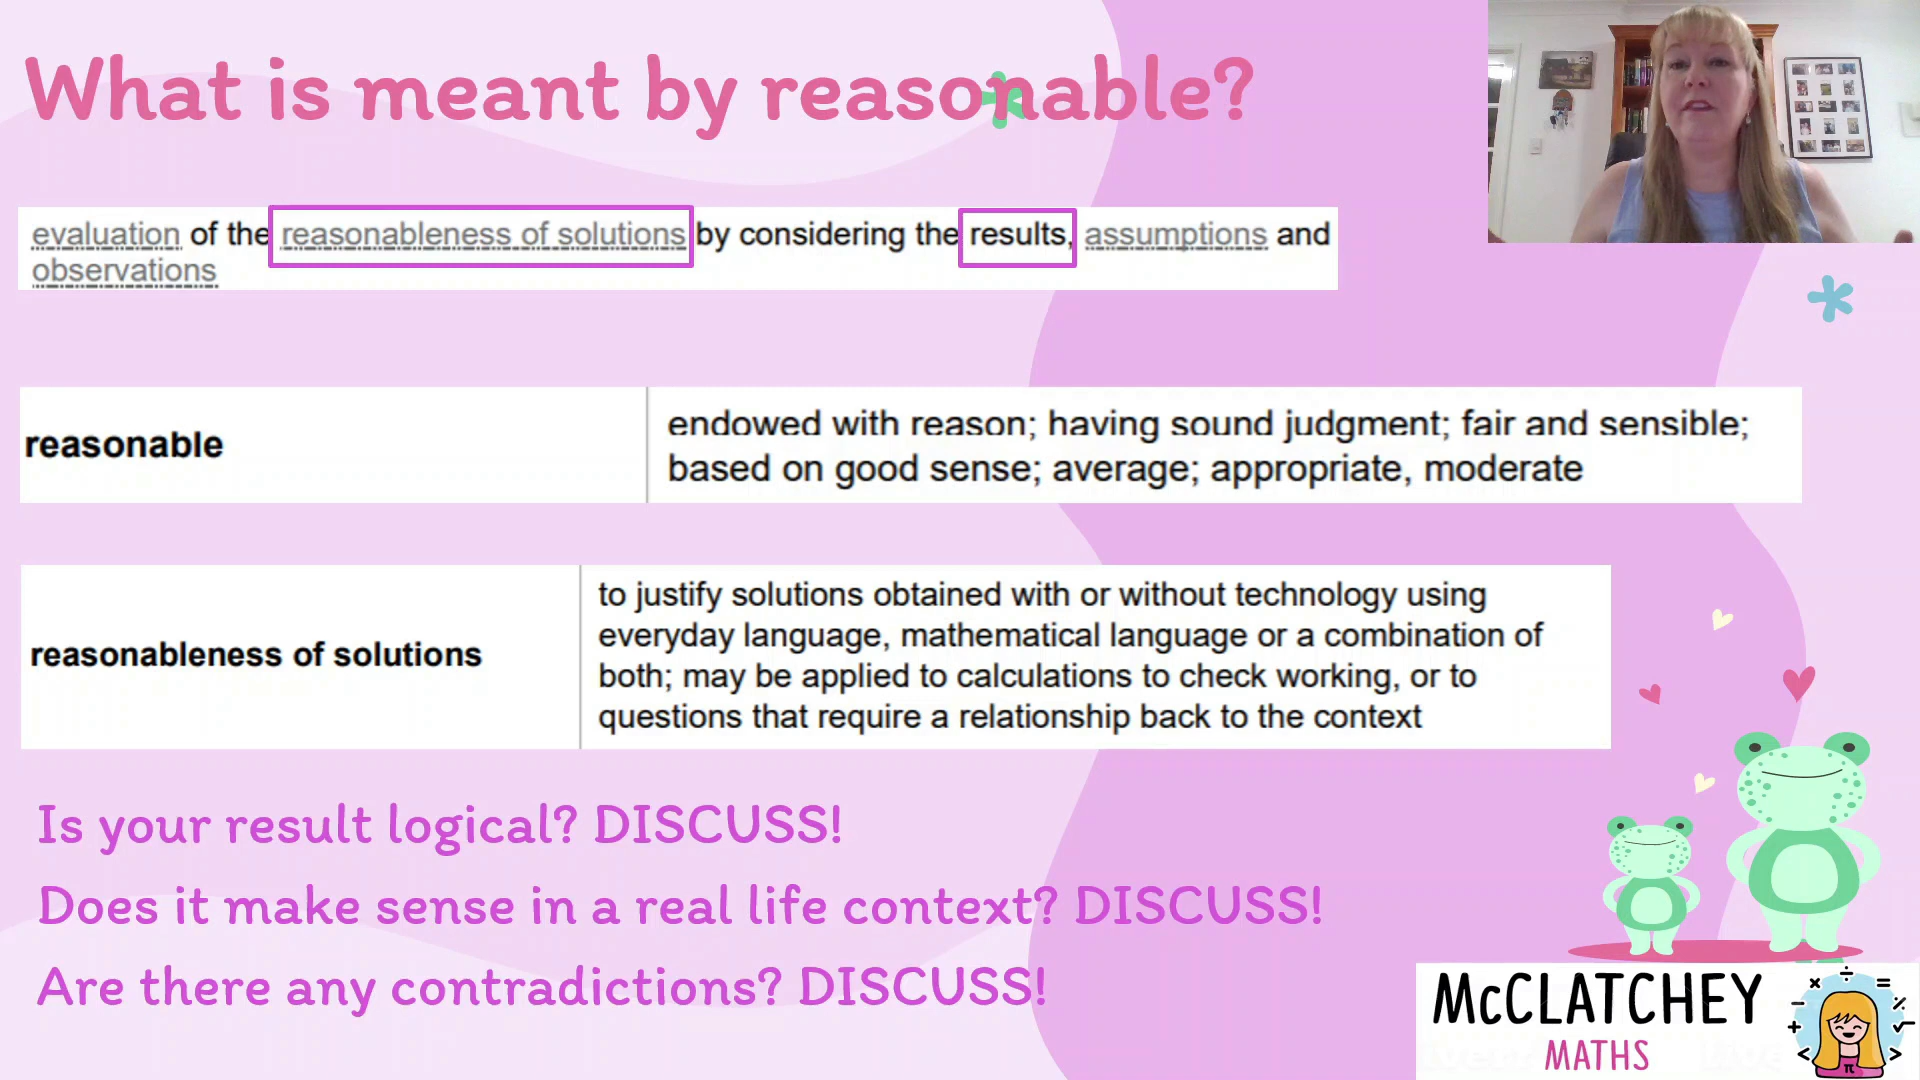 What is meant by reasonable?
evaluation of the reasonableness of solutions by considering the results, assumptions and
observations
reasonable
endowed with reason; having sound judgment; fair and sensible;
based on good sense; average; appropriate, moderate
reasonableness of solutions
to justify solutions obtained with or without technology using
everyday language, mathematical language or a combination of
both; may be applied to calculations to check working, or to
questions that require a relationship back to the context
Is your result logical? DISCUSS!
Does it make sense in a real life context? DISCUSS!
Are there any contradictions? DISCUSS!
McCLATCHEY
MATHS